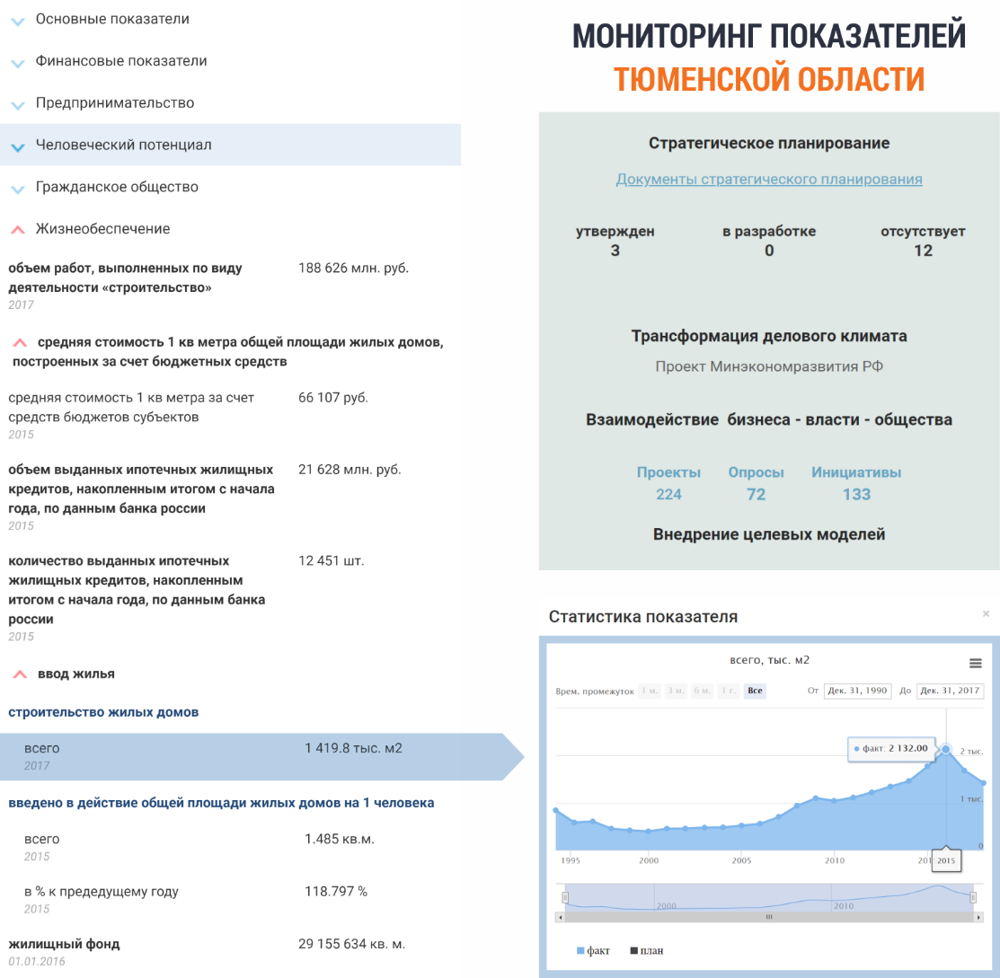 Основные показатели
Финансовые показатели
Предпринимательство
Человеческий потенциал
Гражданское общество
Жизнеобеспечение
объем работ, выполненных по виду
деятельности «строительство»
188 626 млн. руб.
2017
средняя стоимость 1 кв метра общей площади жилых домов,
построенных за счет бюджетных средств
средняя стоимость 1 кв метра за счет
средств бюджетов субъектов
66 107 руб.
2015
объем выданных ипотечных жилищных
кредитов, накопленным итогом с начала
года, по данным банка россии
21 628 млн. руб.
2015
количество выданных ипотечных
жилищных кредитов, накопленным
итогом с начала года, по данным банка
россии
12 451 шт.
2015
ввод жилья
строительство жилых домов
всего
1 419.8 тыс. м2
2017
введено в действие общей площади жилых домов на 1 человека
всего
1.485 кв.м.
2015
в % к предедущему году
118.797 %
2015
жилищный фонд
29 155 634 кв. м.
01.01.2016
МОНИТОРИНГ ПОКАЗАТЕЛЕЙ
ТЮМЕНСКОЙ ОБЛАСТИ
Стратегическое планирование
Документы стратегического планирования
утвержден в разработке отсутствует
3 0 12
Трансформация делового климата
Проект Минэкономразвития РФ
Взаимодействие бизнеса - власти - общества
Проекты Опросы Инициативы
224 72 133
Внедрение целевых моделей
Статистика показателя ×
всего, тыс. м2
Врем. промежуток 1 м. 3 м. 6 м. 1 г. Все От Дек. 31, 1990 До Дек. 31, 2017
факт: 2 132.00
2 тыс.
1 тыс.
0
1995 2000 2005 2010 201 2015
2000 2010
факт план